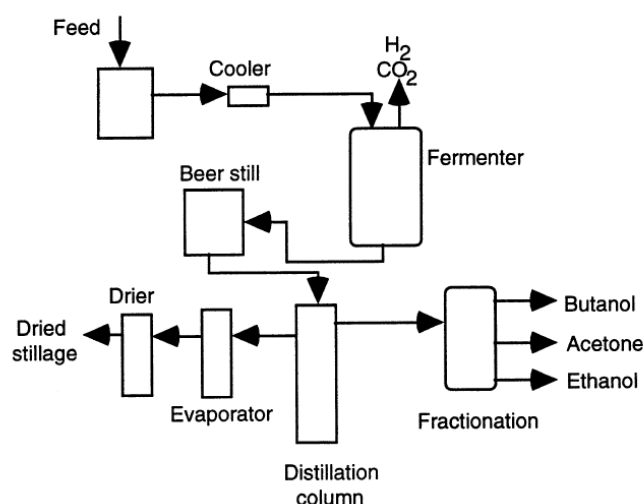 Feed
Cooler
H2
CO2
Fermenter
Beer still
Drier
Dried
stillage
Evaporator
Butanol
Acetone
Ethanol
Fractionation
Distillation
column